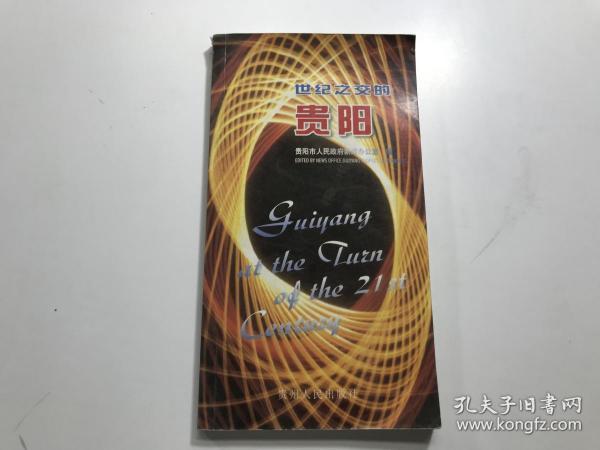 世纪之交的
贵阳
贵阳市人民政府新闻办公室
EDITED BY NEWS OFFICE,GUIYANG
Guiyang
at the Turn
of the 21st
Century
贵州人民出版社
孔夫子旧书网
www.kongfz.com